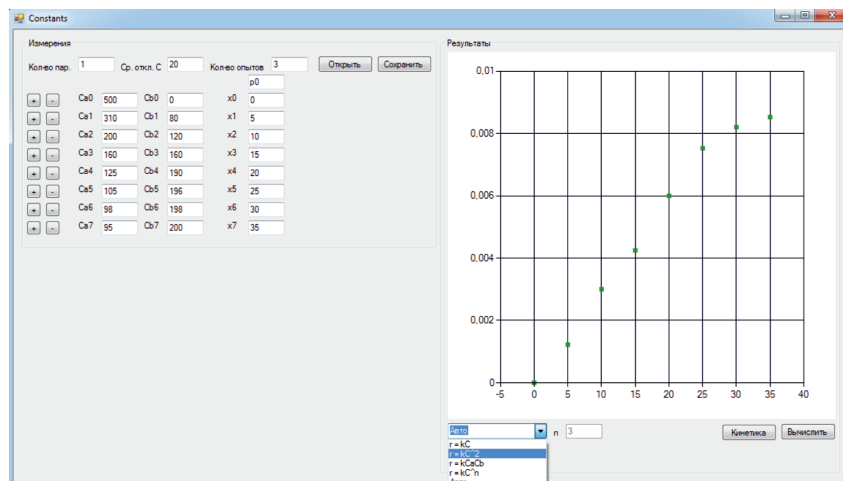 Constants
Измерения
Кол-во пар. 1 Ср. откл. C 20 Кол-во опытов 3 Открыть Сохранить
p0
+ - Ca0 500 Cb0 0 x0 0
+ - Ca1 310 Cb1 80 x1 5
+ - Ca2 200 Cb2 120 x2 10
+ - Ca3 160 Cb3 160 x3 15
+ - Ca4 125 Cb4 190 x4 20
+ - Ca5 105 Cb5 196 x5 25
+ - Ca6 98 Cb6 198 x6 30
+ - Ca7 95 Cb7 200 x7 35
Результаты
0,01
0,008
0,006
0,004
0,002
0
-5 0 5 10 15 20 25 30 35 40
Авто n 3 Кинетика Вычислить
r = kC
r = kC^2
r = kCaCb
r = kC^n